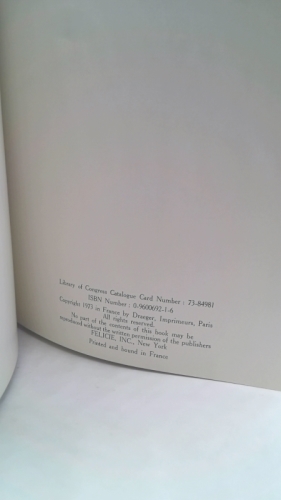 Library of Congress Catalogue Card Number : 73-84981
ISBN Number : 0-9600692-1-6
Copyright 1973 in France by Draeger, Imprimeurs, Paris
All rights reserved.
No part of the contents of this book may be
reproduced without the written permission of the publishers
FELICIE, INC., New York
Printed and bound in France